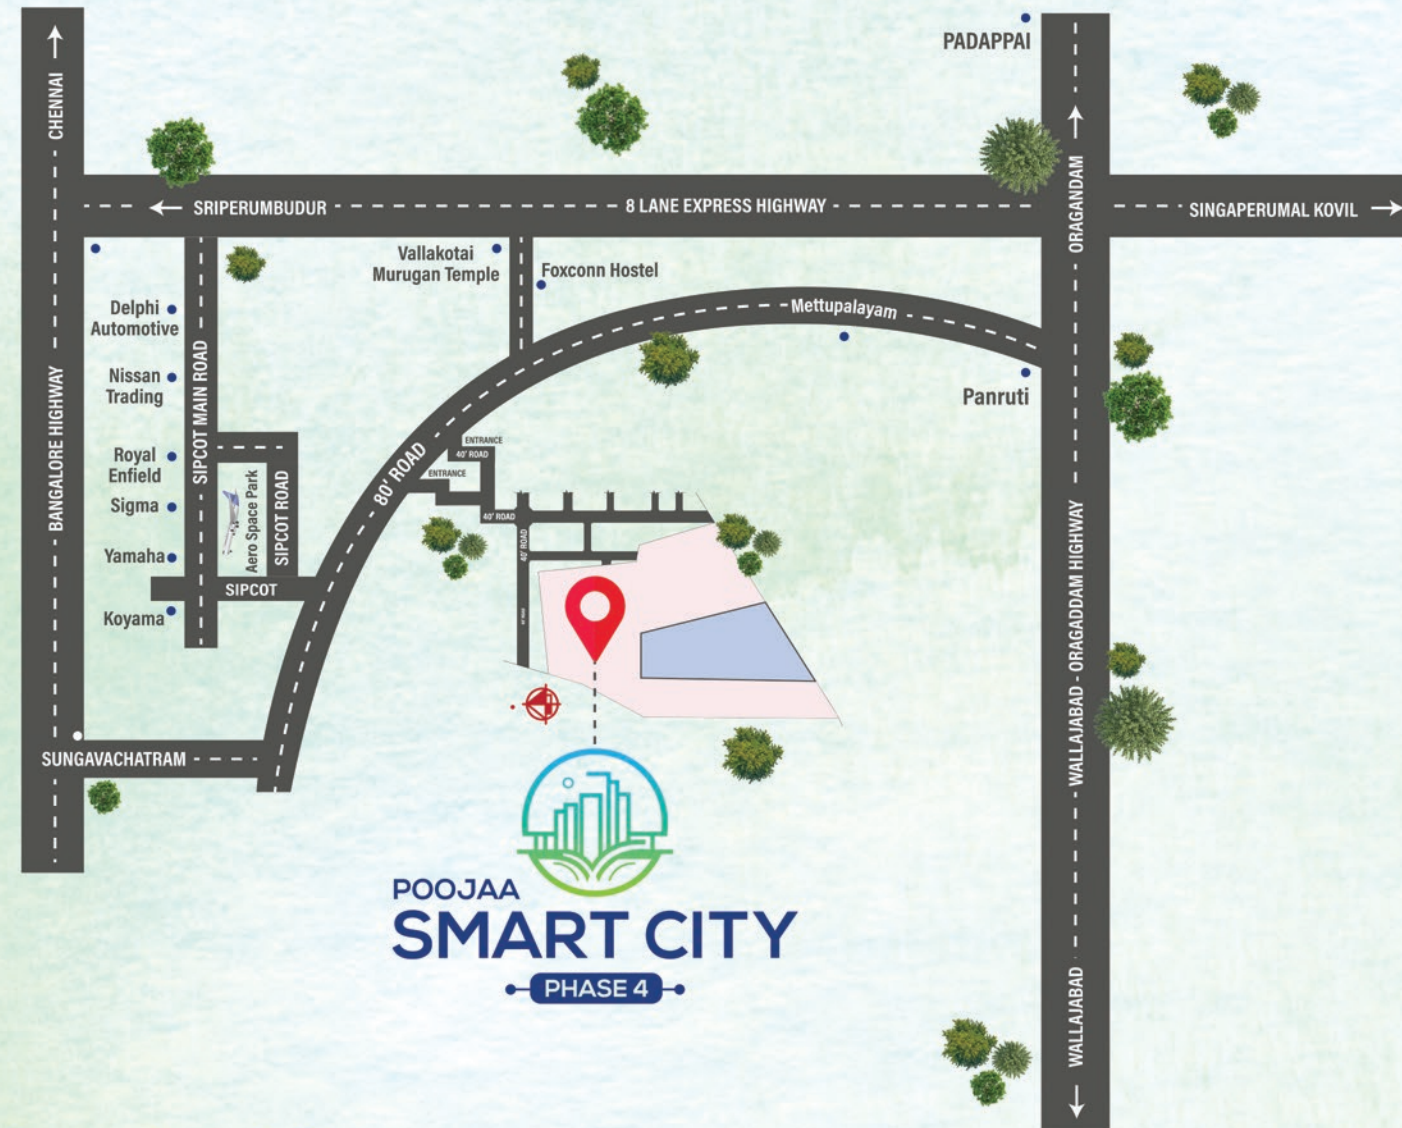 PADAPPAI
CHENNAI
SRIPERUMBUDUR
8 LANE EXPRESS HIGHWAY
ORAGANDAM
SINGAPERUMAL KOVIL
Vallakotai
Murugan Temple
Foxconn Hostel
Delphi
Automotive
Mettupalayam
Nissan
Trading
Panruti
BANGALORE HIGHWAY
SIPCOT MAIN ROAD
Royal
Enfield
Sigma
Yamaha
Koyama
Aero Space Park
SIPCOT ROAD
SIPCOT
80' ROAD
ENTRANCE
40' ROAD
ENTRANCE
40' ROAD
40' ROAD
WALLAJABAD - ORAGADDAM HIGHWAY
SUNGAVACHATRAM
POOJAA
SMART CITY
PHASE 4
WALLAJABAD